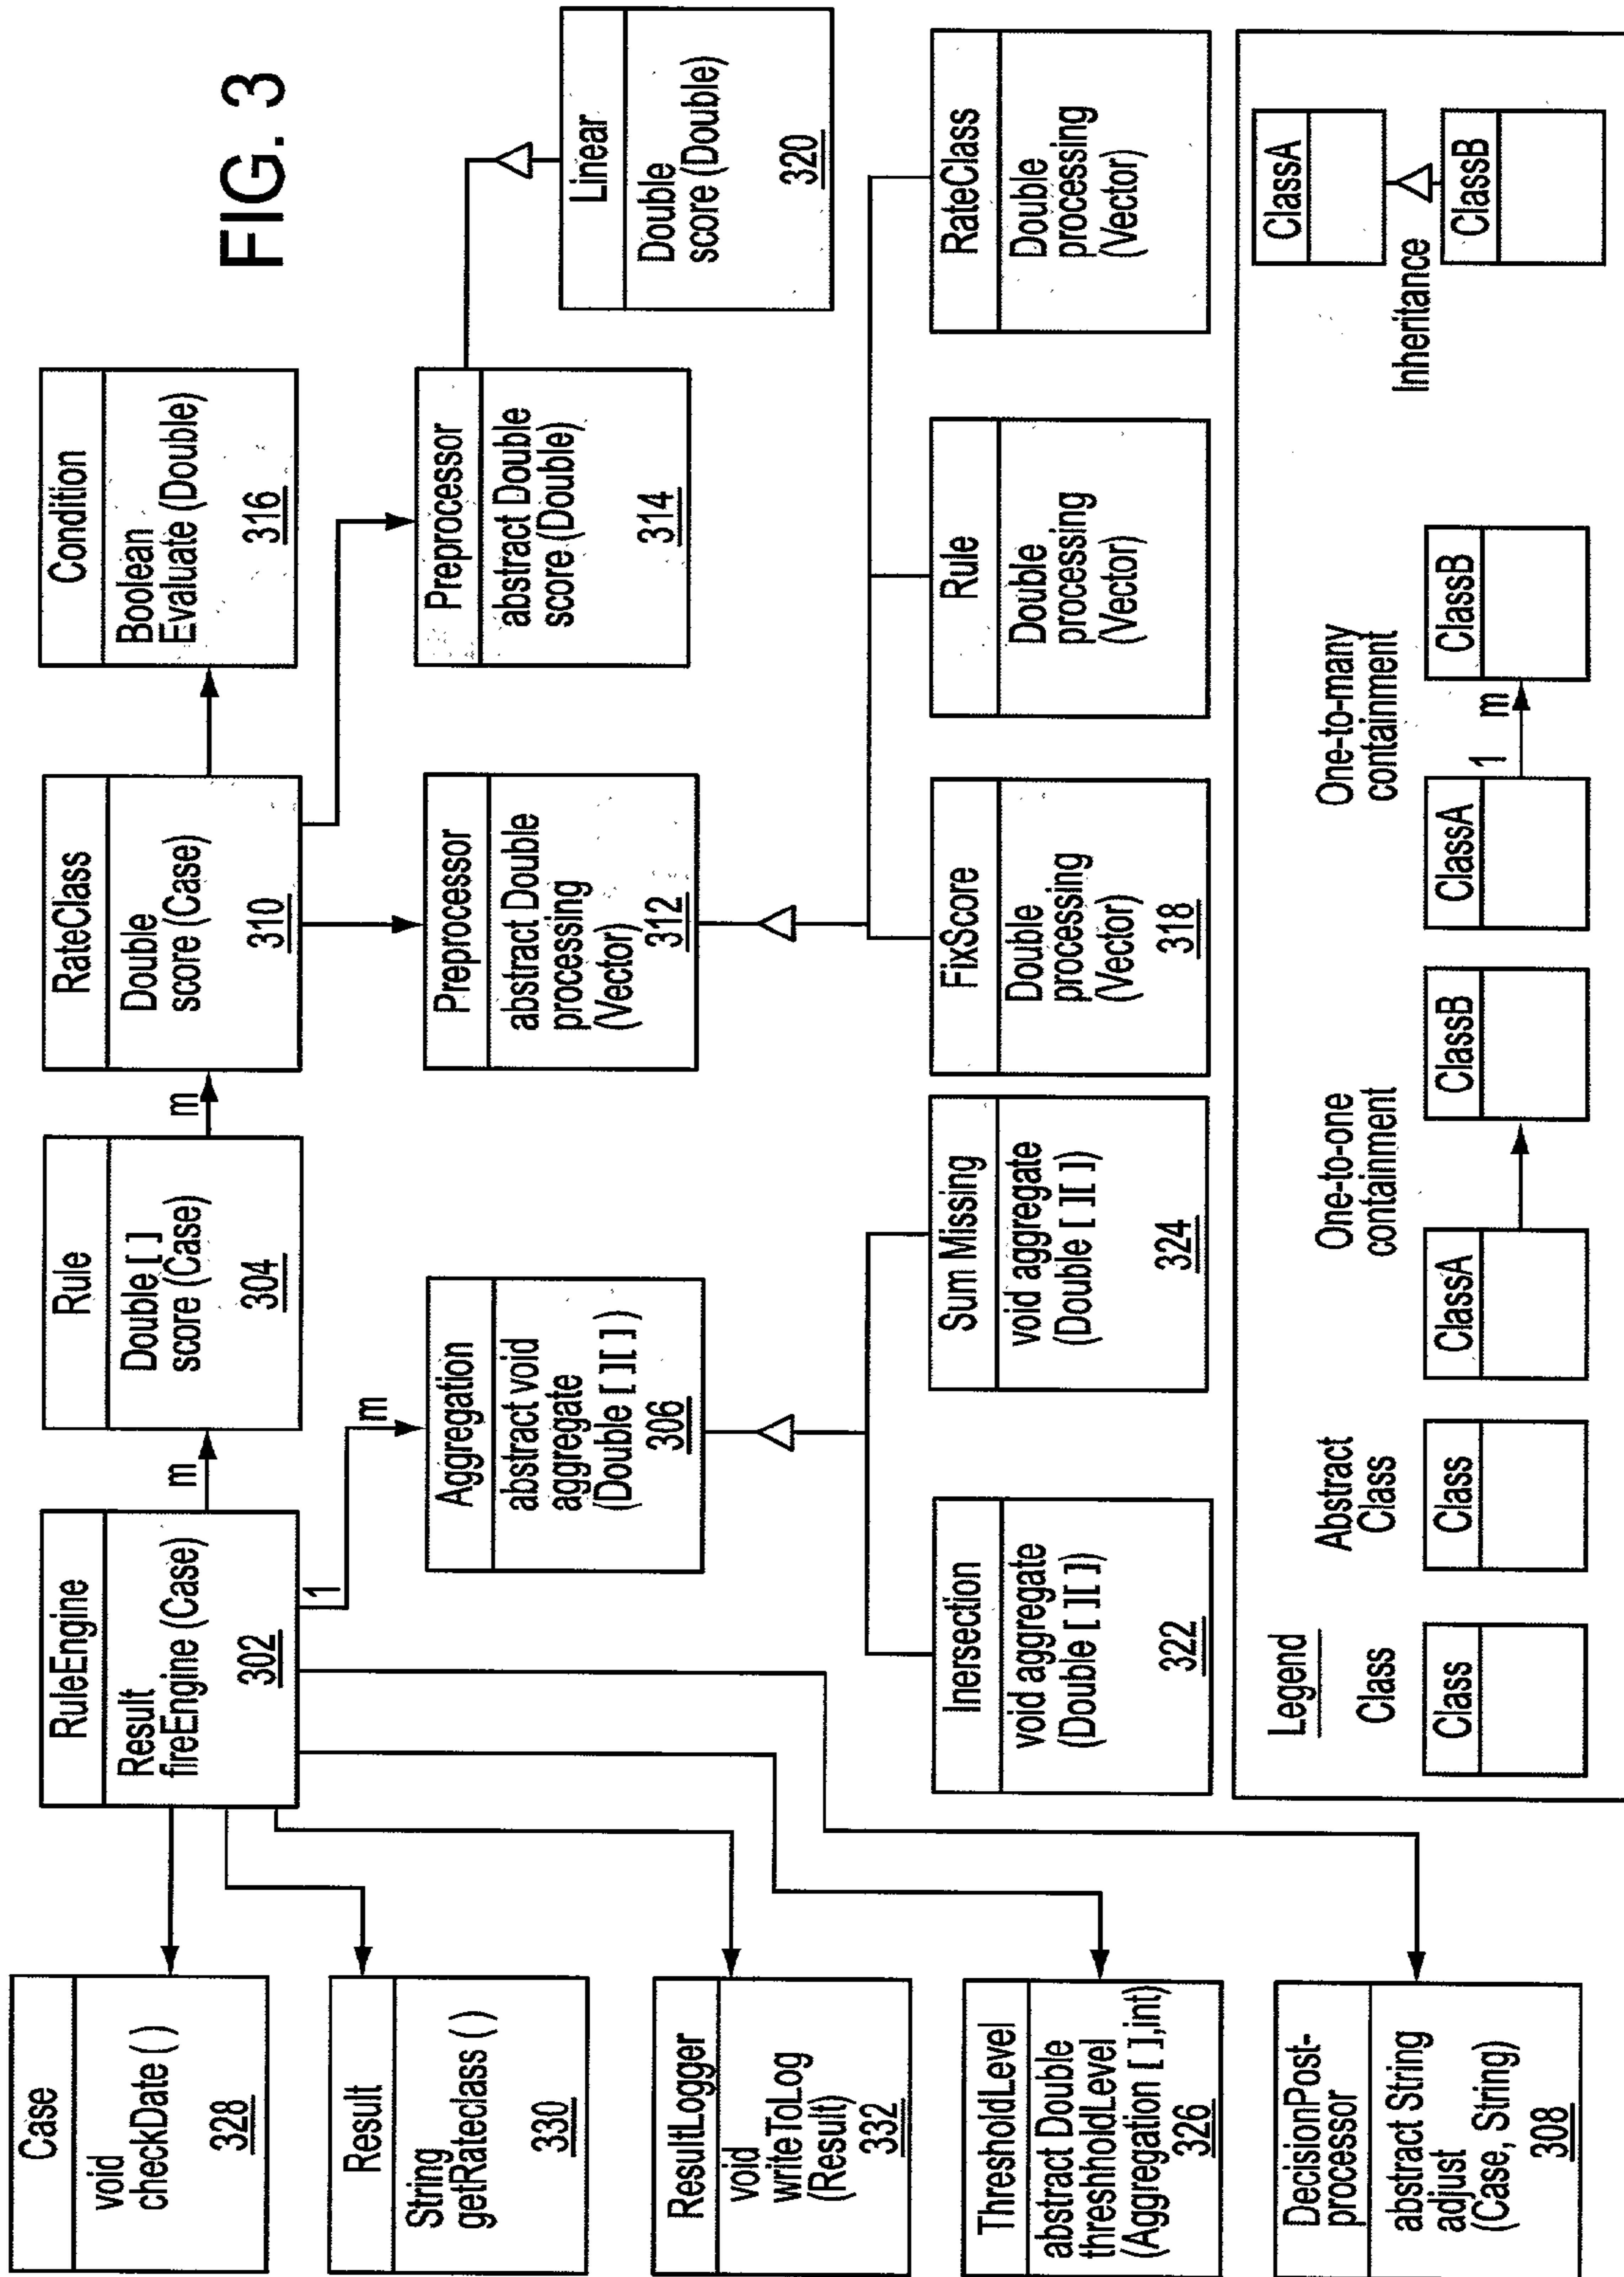 FIG. 3
Case
void
checkDate ( )
328
Result
String
getRateclass ( )
330
ResultLogger
void
writeToLog
(Result)
332
ThresholdLevel
abstract Double
threshholdLevel
(Aggregation [ ],int)
326
DecisionPost-
processor
abstract String
adjust
(Case, String)
308
RuleEngine
Result
fireEngine (Case)
302
m
1
m
Rule
Double [ ]
score (Case)
304
m
RateClass
Double
score (Case)
310
Condition
Boolean
Evaluate (Double)
316
Aggregation
abstract void
aggregate
(Double [ ][ ])
306
Preprocessor
abstract Double
processing
(Vector)
312
Preprocessor
abstract Double
score (Double)
314
Linear
Double
score (Double)
320
Inersection
void aggregate
(Double [ ][ ])
322
Sum Missing
void aggregate
(Double [ ][ ])
324
FixScore
Double
processing
(Vector)
318
Rule
Double
processing
(Vector)
RateClass
Double
processing
(Vector)
Legend
Class
Class
Abstract
Class
Class
One-to-one
containment
ClassA
ClassB
One-to-many
containment
ClassA
1
m
ClassB
Inheritance
ClassA
ClassB